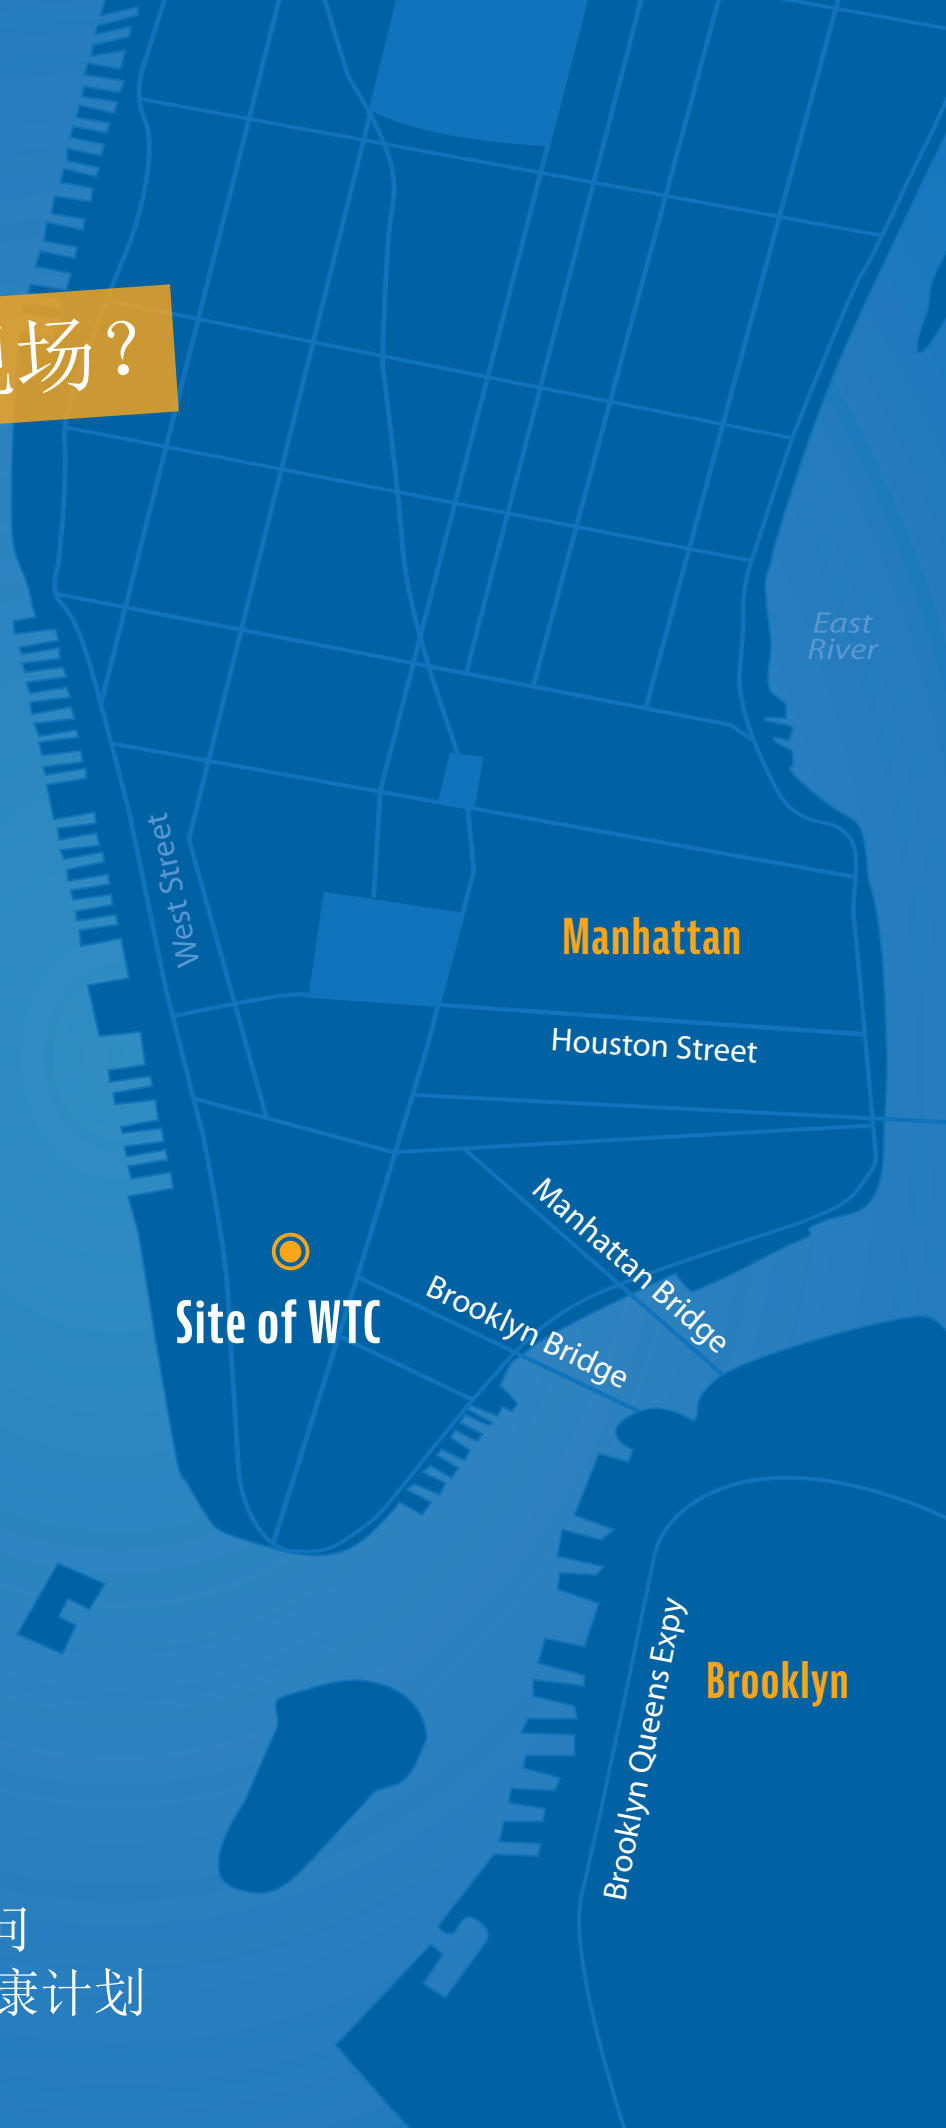 场？
East
River
West Street
Manhattan
Houston Street
Manhattan Bridge
Brooklyn Bridge
Site of WTC
Brooklyn Queens Expy
Brooklyn
康计划